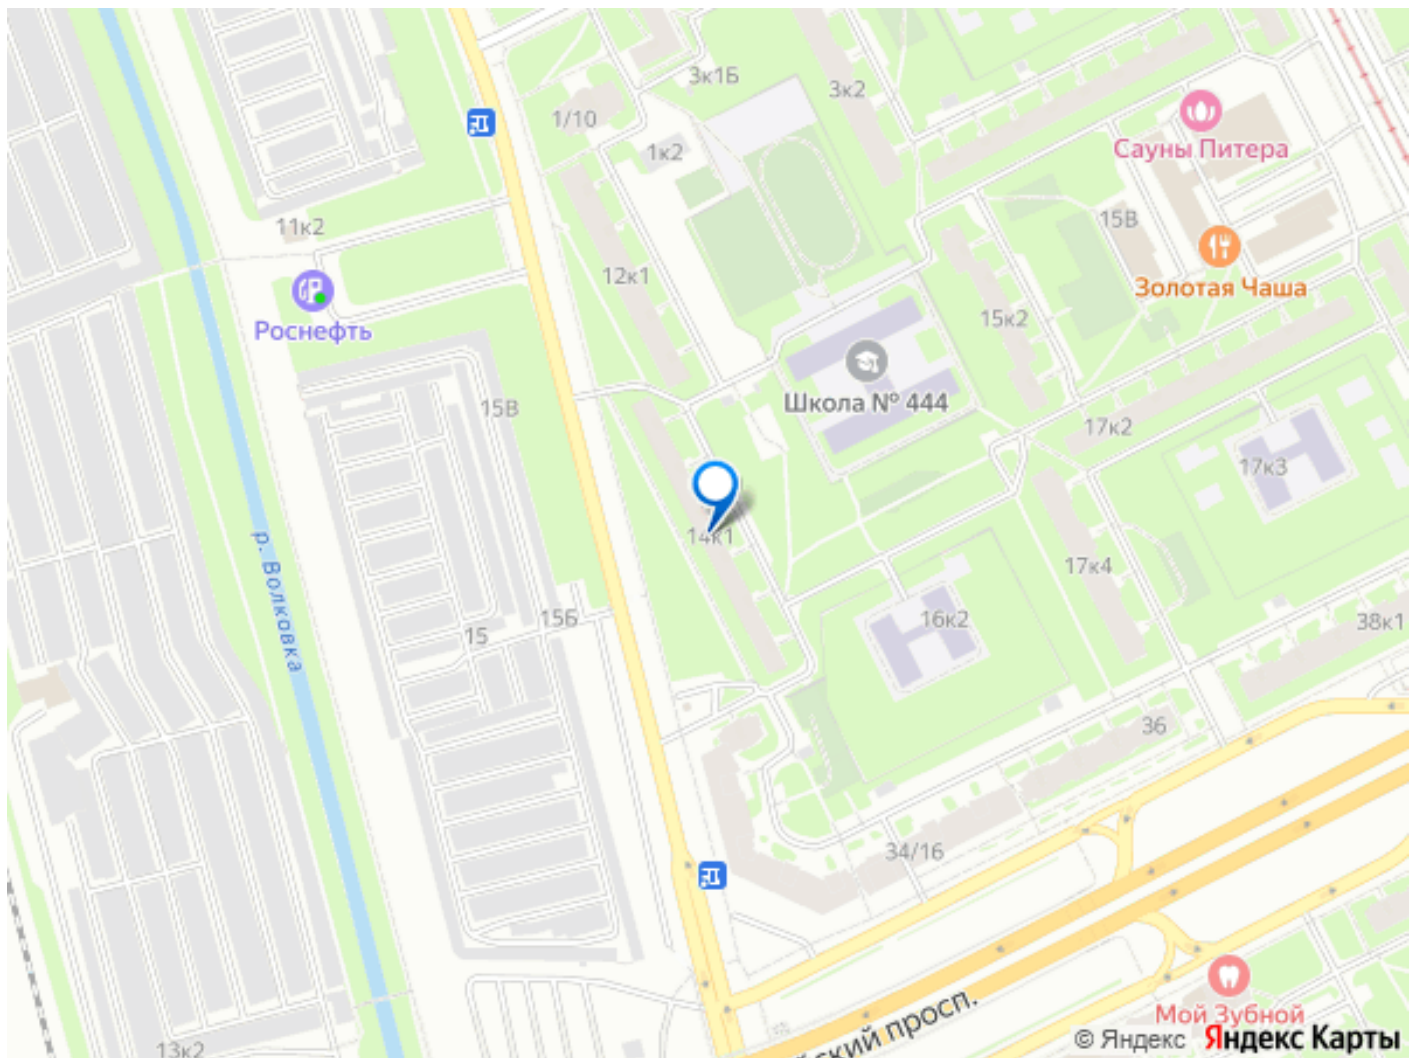 3к1Б
3к2
1/10
1к2
Сауны Питера
11к2
15В
12к1
Золотая Чаша
Роснефть
15к2
Школа № 444
15В
17к2
17к3
14к1
17к4
р. Волковка
15Б
15
16к2
38к1
36
34/16
ский просп.
Мой Зубной
13к2
© Яндекс Яндекс Карты